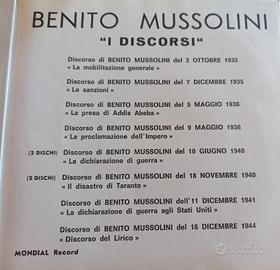 BENITO MUSSOLINI
"I DISCORSI"
Discorso di BENITO MUSSOLINI del 2 OTTOBRE 1935
« La mobilitazione generale »
Discorso di BENITO MUSSOLINI del 7 DICEMBRE 1935
« Le sanzioni »
Discorso di BENITO MUSSOLINI del 5 MAGGIO 1936
« La presa di Addis Abeba »
Discorso di BENITO MUSSOLINI del 9 MAGGIO 1936
« La proclamazione dell'Impero »
(2 DISCHI) Discorso di BENITO MUSSOLINI del 10 GIUGNO 1940
« La dichiarazione di guerra »
(2 DISCHI) Discorso di BENITO MUSSOLINI del 18 NOVEMBRE 1940
« Il disastro di Taranto »
Discorso di BENITO MUSSOLINI dell'11 DICEMBRE 1941
« La dichiarazione di guerra agli Stati Uniti »
Discorso di BENITO MUSSOLINI del 16 DICEMBRE 1944
« Discorso del Lirico »
MONDIAL Record
subito